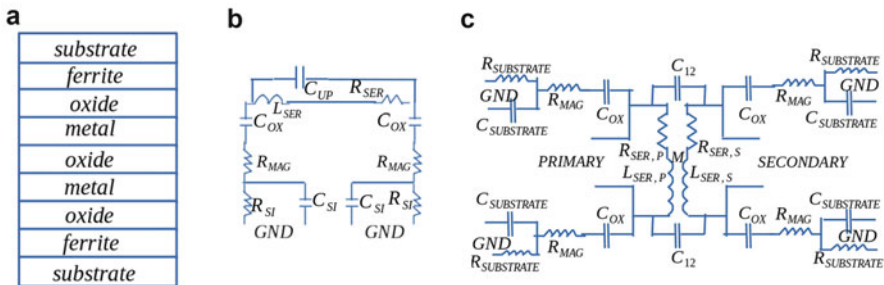 a
substrate
ferrite
oxide
metal
oxide
metal
oxide
ferrite
substrate
b
C_UP
R_SER
L_SER
C_OX
C_OX
R_MAG
R_MAG
R_SI
C_SI
C_SI
R_SI
GND
GND
c
R_SUBSTRATE
GND
C_SUBSTRATE
R_MAG
C_OX
C_12
C_OX
R_MAG
R_SUBSTRATE
GND
C_SUBSTRATE
PRIMARY
R_SER,P
M
R_SER,S
SECONDARY
L_SER,P
L_SER,S
C_SUBSTRATE
GND
R_SUBSTRATE
R_MAG
C_OX
C_12
C_OX
R_MAG
C_SUBSTRATE
GND
R_SUBSTRATE